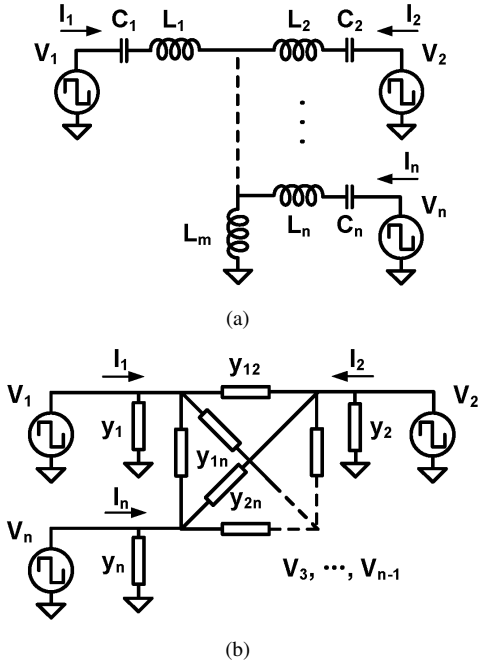 I₁ C₁ L₁ L₂ C₂ I₂
V₁ V₂
Iₙ
Vₙ
Lₘ Lₙ Cₙ
(a)
I₁ y₁₂ I₂
V₁ V₂
y₁ y₁ₙ y₂
Iₙ y₂ₙ
Vₙ yₙ
V₃, ···, Vₙ₋₁
(b)